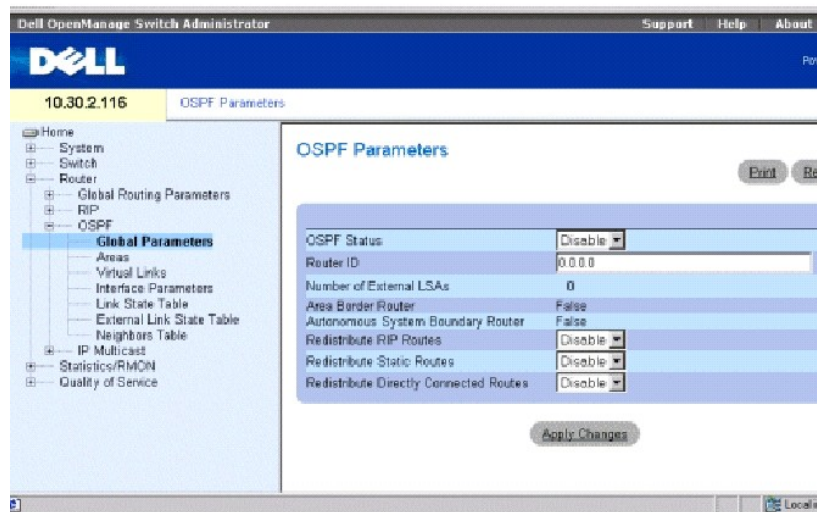 Dell OpenManage Switch Administrator
Support Help About
DELL
10.30.2.116
OSPF Parameters
Home
System
Switch
Router
Global Routing Parameters
RIP
OSPF
Global Parameters
Areas
Virtual Links
Interface Parameters
Link State Table
External Link State Table
Neighbors Table
IP Multicast
Statistics/RMON
Quality of Service
OSPF Parameters
Print
OSPF Status Disable
Router ID 0.0.0.0
Number of External LSAs 0
Area Border Router False
Autonomous System Boundary Router False
Redistribute RIP Routes Disable
Redistribute Static Routes Disable
Redistribute Directly Connected Routes Disable
Apply Changes